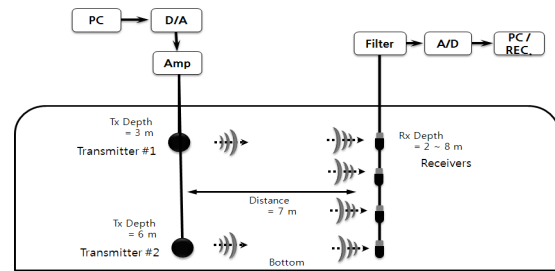 PC
D/A
Amp
Filter
A/D
PC /
REC.
Tx Depth
= 3 m
Transmitter #1
Rx Depth
= 2 ~ 8 m
Receivers
Distance
= 7 m
Tx Depth
= 6 m
Transmitter #2
Bottom